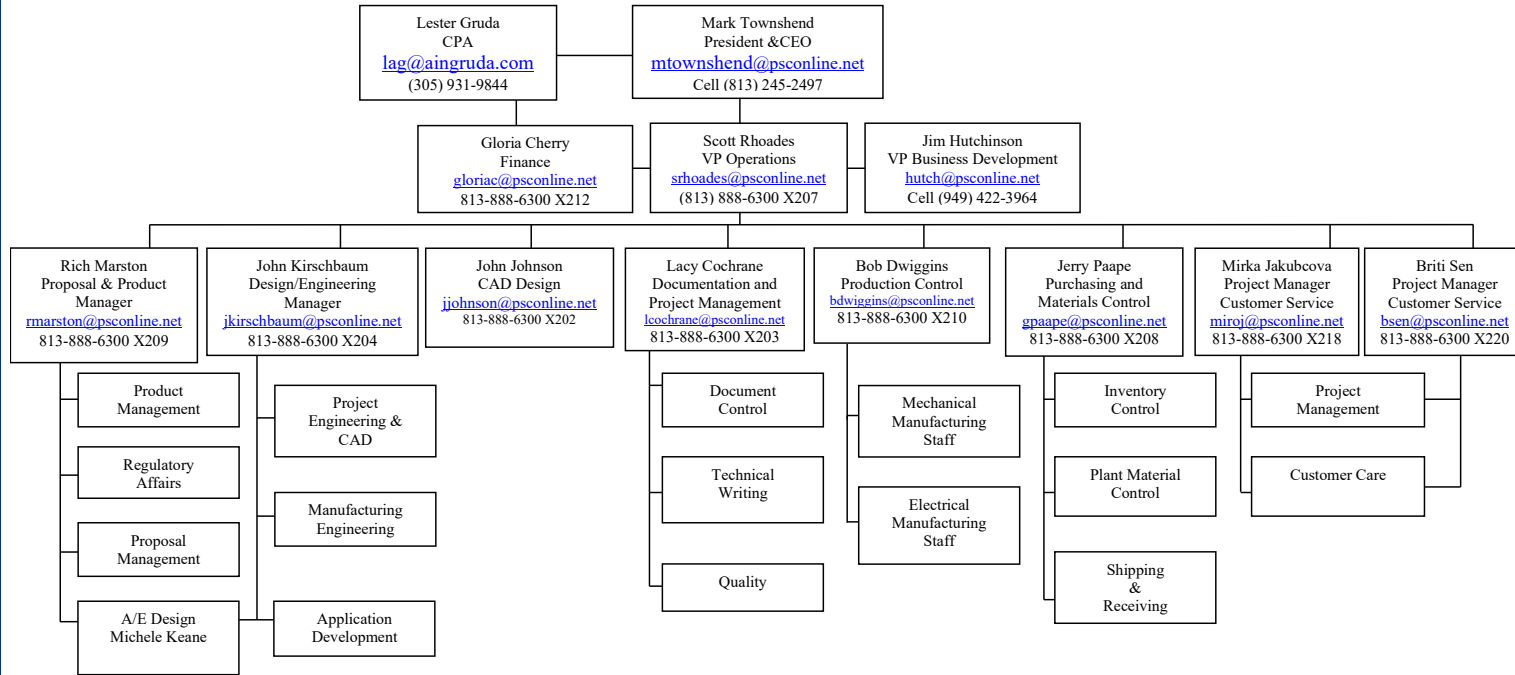 Lester Gruda
CPA
lag@aingruda.com
(305) 931-9844
Mark Townshend
President &CEO
mtownshend@psconline.net
Cell (813) 245-2497
Gloria Cherry
Finance
gloriac@psconline.net
813-888-6300 X212
Scott Rhoades
VP Operations
srhoades@psconline.net
(813) 888-6300 X207
Jim Hutchinson
VP Business Development
hutch@psconline.net
Cell (949) 422-3964
Rich Marston
Proposal & Product
Manager
rmarston@psconline.net
813-888-6300 X209
John Kirschbaum
Design/Engineering
Manager
jkirschbaum@psconline.net
813-888-6300 X204
John Johnson
CAD Design
jjohnson@psconline.net
813-888-6300 X202
Lacy Cochrane
Documentation and
Project Management
lcochrane@psconline.net
813-888-6300 X203
Bob Dwiggins
Production Control
bdwiggins@psconline.net
813-888-6300 X210
Jerry Paape
Purchasing and
Materials Control
gpaape@psconline.net
813-888-6300 X208
Mirka Jakubcova
Project Manager
Customer Service
miroj@psconline.net
813-888-6300 X218
Briti Sen
Project Manager
Customer Service
bsen@psconline.net
813-888-6300 X220
Product
Management
Regulatory
Affairs
Proposal
Management
A/E Design
Michele Keane
Project
Engineering &
CAD
Manufacturing
Engineering
Application
Development
Document
Control
Technical
Writing
Quality
Mechanical
Manufacturing
Staff
Electrical
Manufacturing
Staff
Inventory
Control
Plant Material
Control
Shipping
&
Receiving
Project
Management
Customer Care